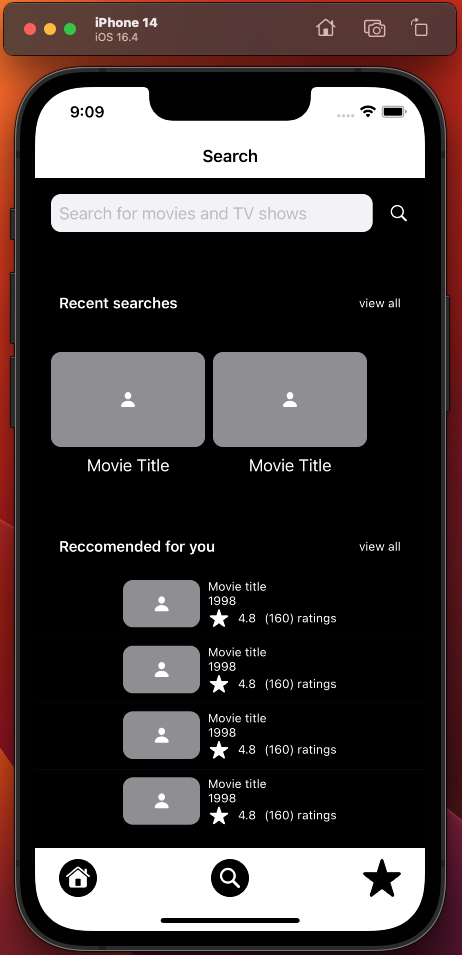 iPhone 14
iOS 16.4
9:09
Search
Search for movies and TV shows
Recent searches
view all
Movie Title
Movie Title
Reccomended for you
view all
Movie title
1998
4.8 (160) ratings
Movie title
1998
4.8 (160) ratings
Movie title
1998
4.8 (160) ratings
Movie title
1998
4.8 (160) ratings